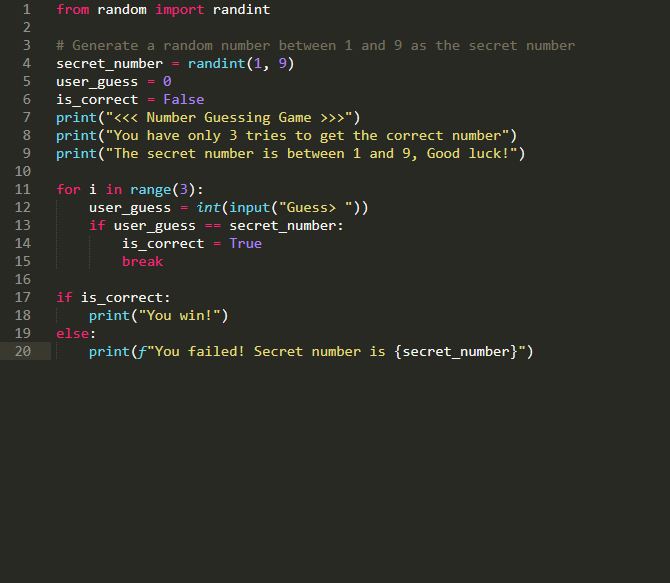 1 from random import randint
2
3 # Generate a random number between 1 and 9 as the secret number
4 secret_number = randint(1, 9)
5 user_guess = 0
6 is_correct = False
7 print("<<< Number Guessing Game >>>")
8 print("You have only 3 tries to get the correct number")
9 print("The secret number is between 1 and 9, Good luck!")
10
11 for i in range(3):
12     user_guess = int(input("Guess> "))
13     if user_guess == secret_number:
14         is_correct = True
15         break
16
17 if is_correct:
18     print("You win!")
19 else:
20     print(f"You failed! Secret number is {secret_number}")